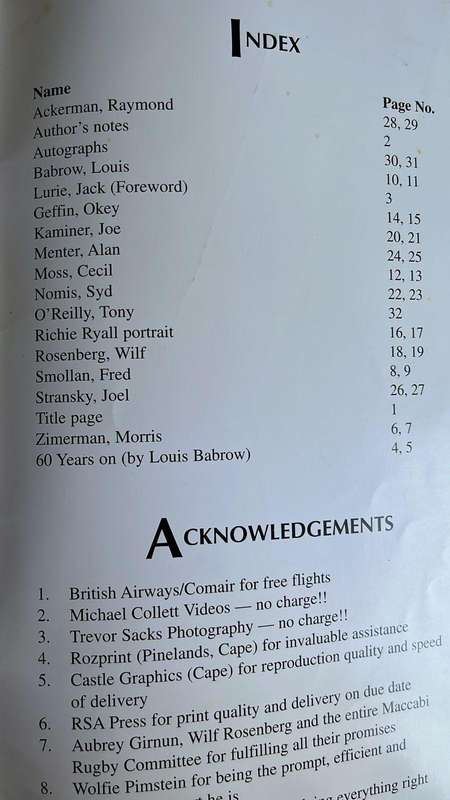 INDEX
Name Page No.
Ackerman, Raymond 28, 29
Author's notes 2
Autographs 30, 31
Babrow, Louis 10, 11
Lurie, Jack (Foreword) 3
Geffin, Okey 14, 15
Kaminer, Joe 20, 21
Menter, Alan 24, 25
Moss, Cecil 12, 13
Nomis, Syd 22, 23
O'Reilly, Tony 32
Richie Ryall portrait 16, 17
Rosenberg, Wilf 18, 19
Smollan, Fred 8, 9
Stransky, Joel 26, 27
Title page 1
Zimerman, Morris 6, 7
60 Years on (by Louis Babrow) 4, 5
ACKNOWLEDGEMENTS
1. British Airways/Comair for free flights
2. Michael Collett Videos — no charge!!
3. Trevor Sacks Photography — no charge!!
4. Rozprint (Pinelands, Cape) for invaluable assistance
5. Castle Graphics (Cape) for reproduction quality and speed
of delivery
6. RSA Press for print quality and delivery on due date
7. Aubrey Girnun, Wilf Rosenberg and the entire Maccabi
Rugby Committee for fulfilling all their promises
8. Wolfie Pimstein for being the prompt, efficient and
he is
everything right